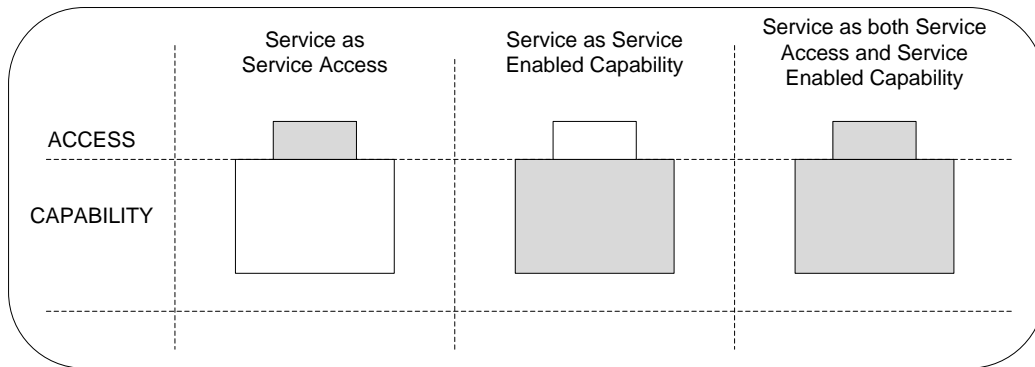 Service as
Service Access
Service as Service
Enabled Capability
Service as both Service
Access and Service
Enabled Capability
ACCESS
CAPABILITY